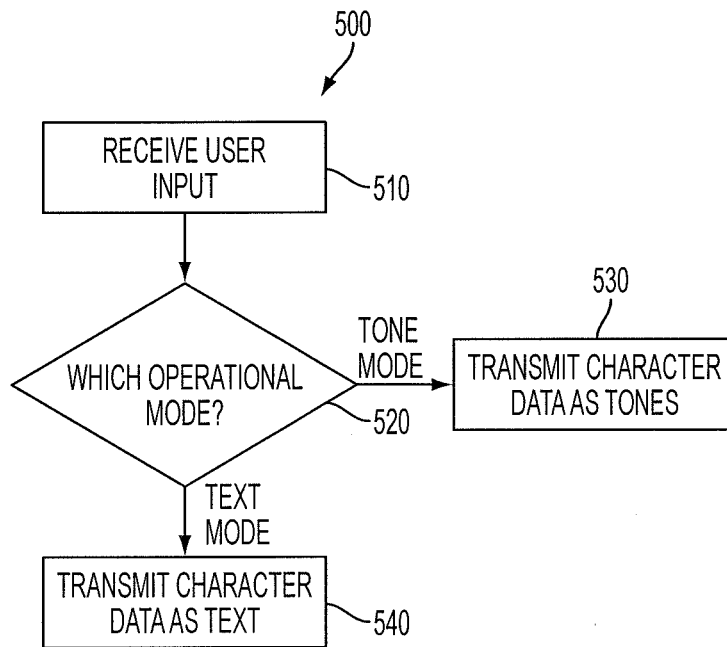 500
RECEIVE USER
INPUT
510
WHICH OPERATIONAL
MODE?
520
TONE
MODE
530
TRANSMIT CHARACTER
DATA AS TONES
TEXT
MODE
TRANSMIT CHARACTER
DATA AS TEXT
540